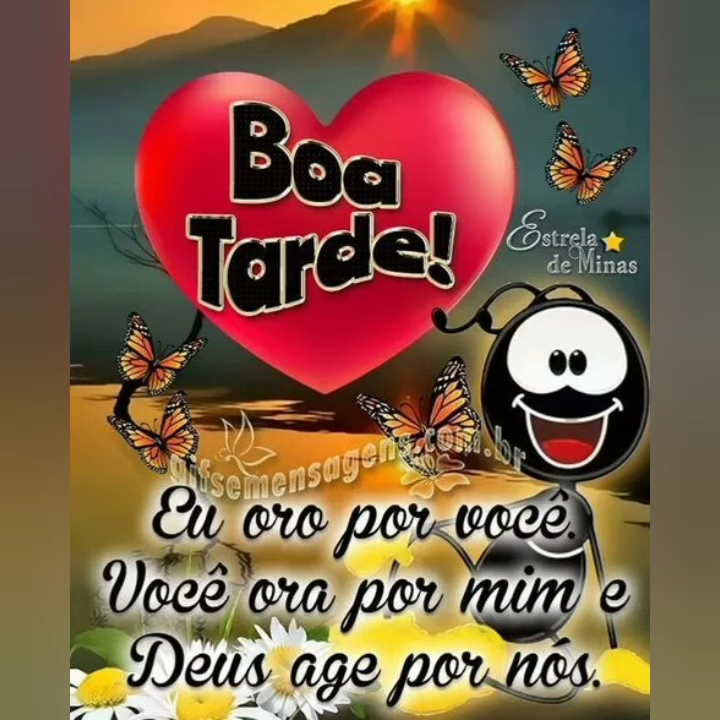 Boa
Tarde!
Estrela
de Minas
gifsemensagens.com.br
Eu oro por você.
Você ora por mim e
Deus age por nós.